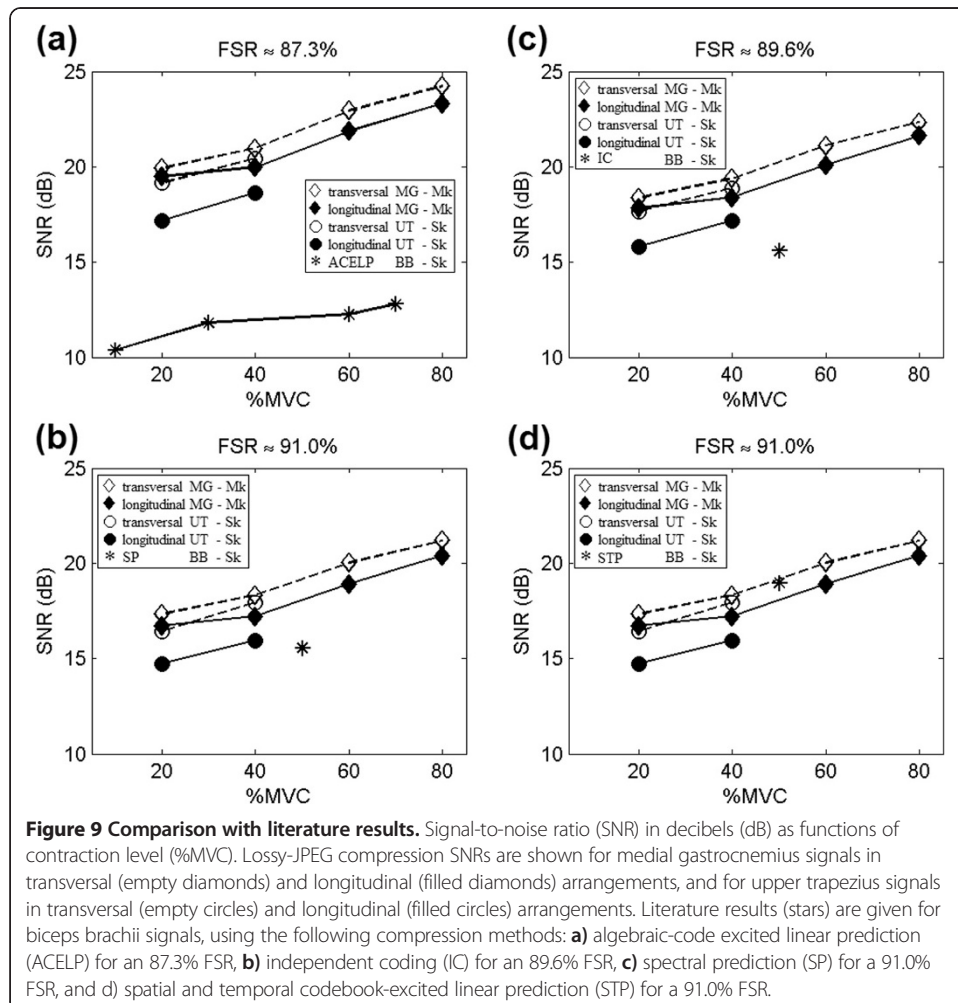 (a)
FSR ≈ 87.3%
25
20
15
10
SNR (dB)
20 40 60 80
%MVC
transversal MG - Mk
longitudinal MG - Mk
transversal UT - Sk
longitudinal UT - Sk
ACELP BB - Sk
(c)
FSR ≈ 89.6%
25
20
15
10
SNR (dB)
20 40 60 80
%MVC
transversal MG - Mk
longitudinal MG - Mk
transversal UT - Sk
longitudinal UT - Sk
IC BB - Sk
(b)
FSR ≈ 91.0%
25
20
15
10
SNR (dB)
20 40 60 80
%MVC
transversal MG - Mk
longitudinal MG - Mk
transversal UT - Sk
longitudinal UT - Sk
SP BB - Sk
(d)
FSR ≈ 91.0%
25
20
15
10
SNR (dB)
20 40 60 80
%MVC
transversal MG - Mk
longitudinal MG - Mk
transversal UT - Sk
longitudinal UT - Sk
STP BB - Sk
Figure 9 Comparison with literature results. Signal-to-noise ratio (SNR) in decibels (dB) as functions of
contraction level (%MVC). Lossy-JPEG compression SNRs are shown for medial gastrocnemius signals in
transversal (empty diamonds) and longitudinal (filled diamonds) arrangements, and for upper trapezius signals
in transversal (empty circles) and longitudinal (filled circles) arrangements. Literature results (stars) are given for
biceps brachii signals, using the following compression methods: a) algebraic-code excited linear prediction
(ACELP) for an 87.3% FSR, b) independent coding (IC) for an 89.6% FSR, c) spectral prediction (SP) for a 91.0%
FSR, and d) spatial and temporal codebook-excited linear prediction (STP) for a 91.0% FSR.